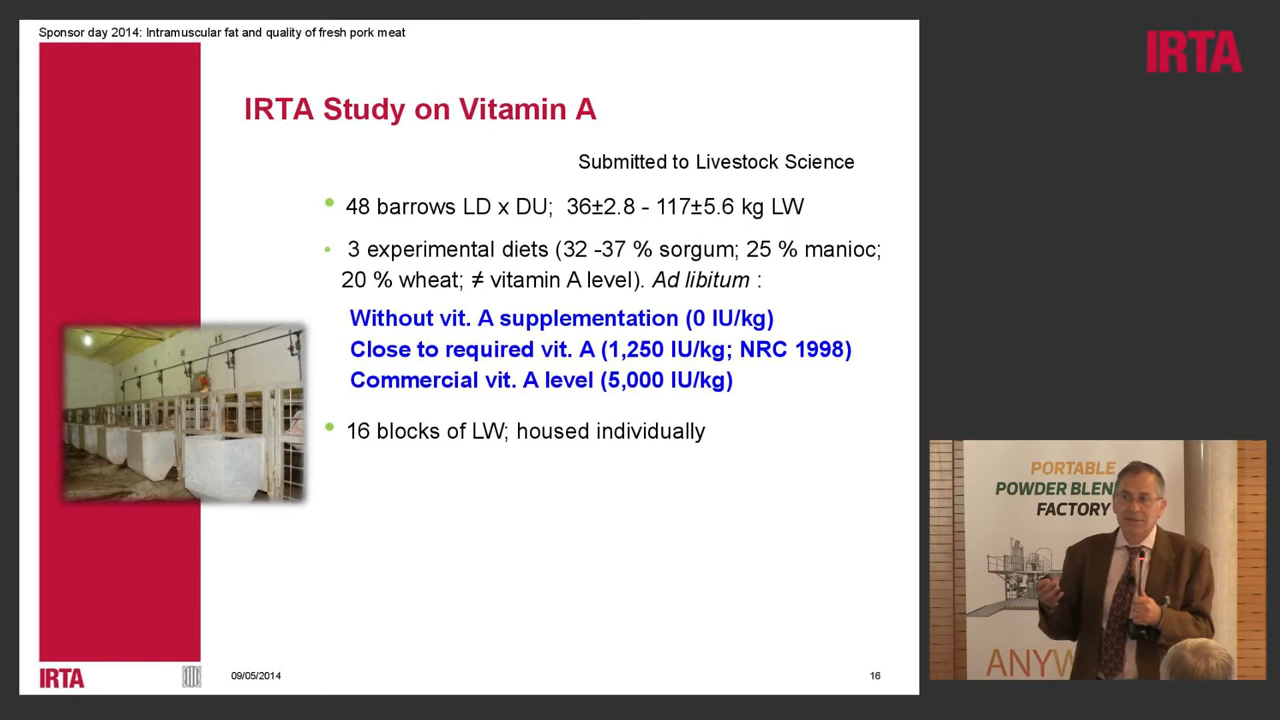 Sponsor day 2014: Intramuscular fat and quality of fresh pork meat
IRTA
IRTA Study on Vitamin A
Submitted to Livestock Science
• 48 barrows LD x DU; 36±2.8 - 117±5.6 kg LW
• 3 experimental diets (32 -37 % sorgum; 25 % manioc;
20 % wheat; ≠ vitamin A level). Ad libitum :
Without vit. A supplementation (0 IU/kg)
Close to required vit. A (1,250 IU/kg; NRC 1998)
Commercial vit. A level (5,000 IU/kg)
• 16 blocks of LW; housed individually
IRTA
09/05/2014
16
PORTABLE
POWDER BLEN
FACTORY
ANYW